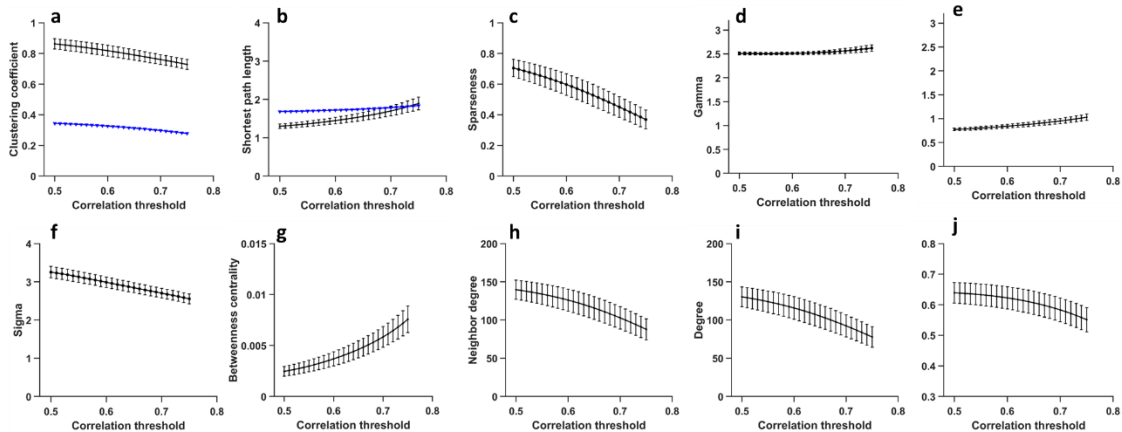 a
Clustering coefficient
1
0.8
0.6
0.4
0.2
0
0.5 0.6 0.7 0.8
Correlation threshold
b
Shortest path length
4
3
2
1
0
0.5 0.6 0.7 0.8
Correlation threshold
c
Sparseness
1
0.8
0.6
0.4
0.2
0
0.5 0.6 0.7 0.8
Correlation threshold
d
Gamma
3
2.5
2
1.5
1
0.5
0
0.5 0.6 0.7 0.8
Correlation threshold
e
3
2.5
2
1.5
1
0.5
0
0.5 0.6 0.7 0.8
Correlation threshold
f
Sigma
4
3
2
1
0
0.5 0.6 0.7 0.8
Correlation threshold
g
Betweenness centrality
0.015
0.01
0.005
0
0.5 0.6 0.7 0.8
Correlation threshold
h
Neighbor degree
200
150
100
50
0
0.5 0.6 0.7 0.8
Correlation threshold
i
Degree
200
150
100
50
0
0.5 0.6 0.7 0.8
Correlation threshold
j
0.8
0.7
0.6
0.5
0.4
0.3
0.5 0.6 0.7 0.8
Correlation threshold